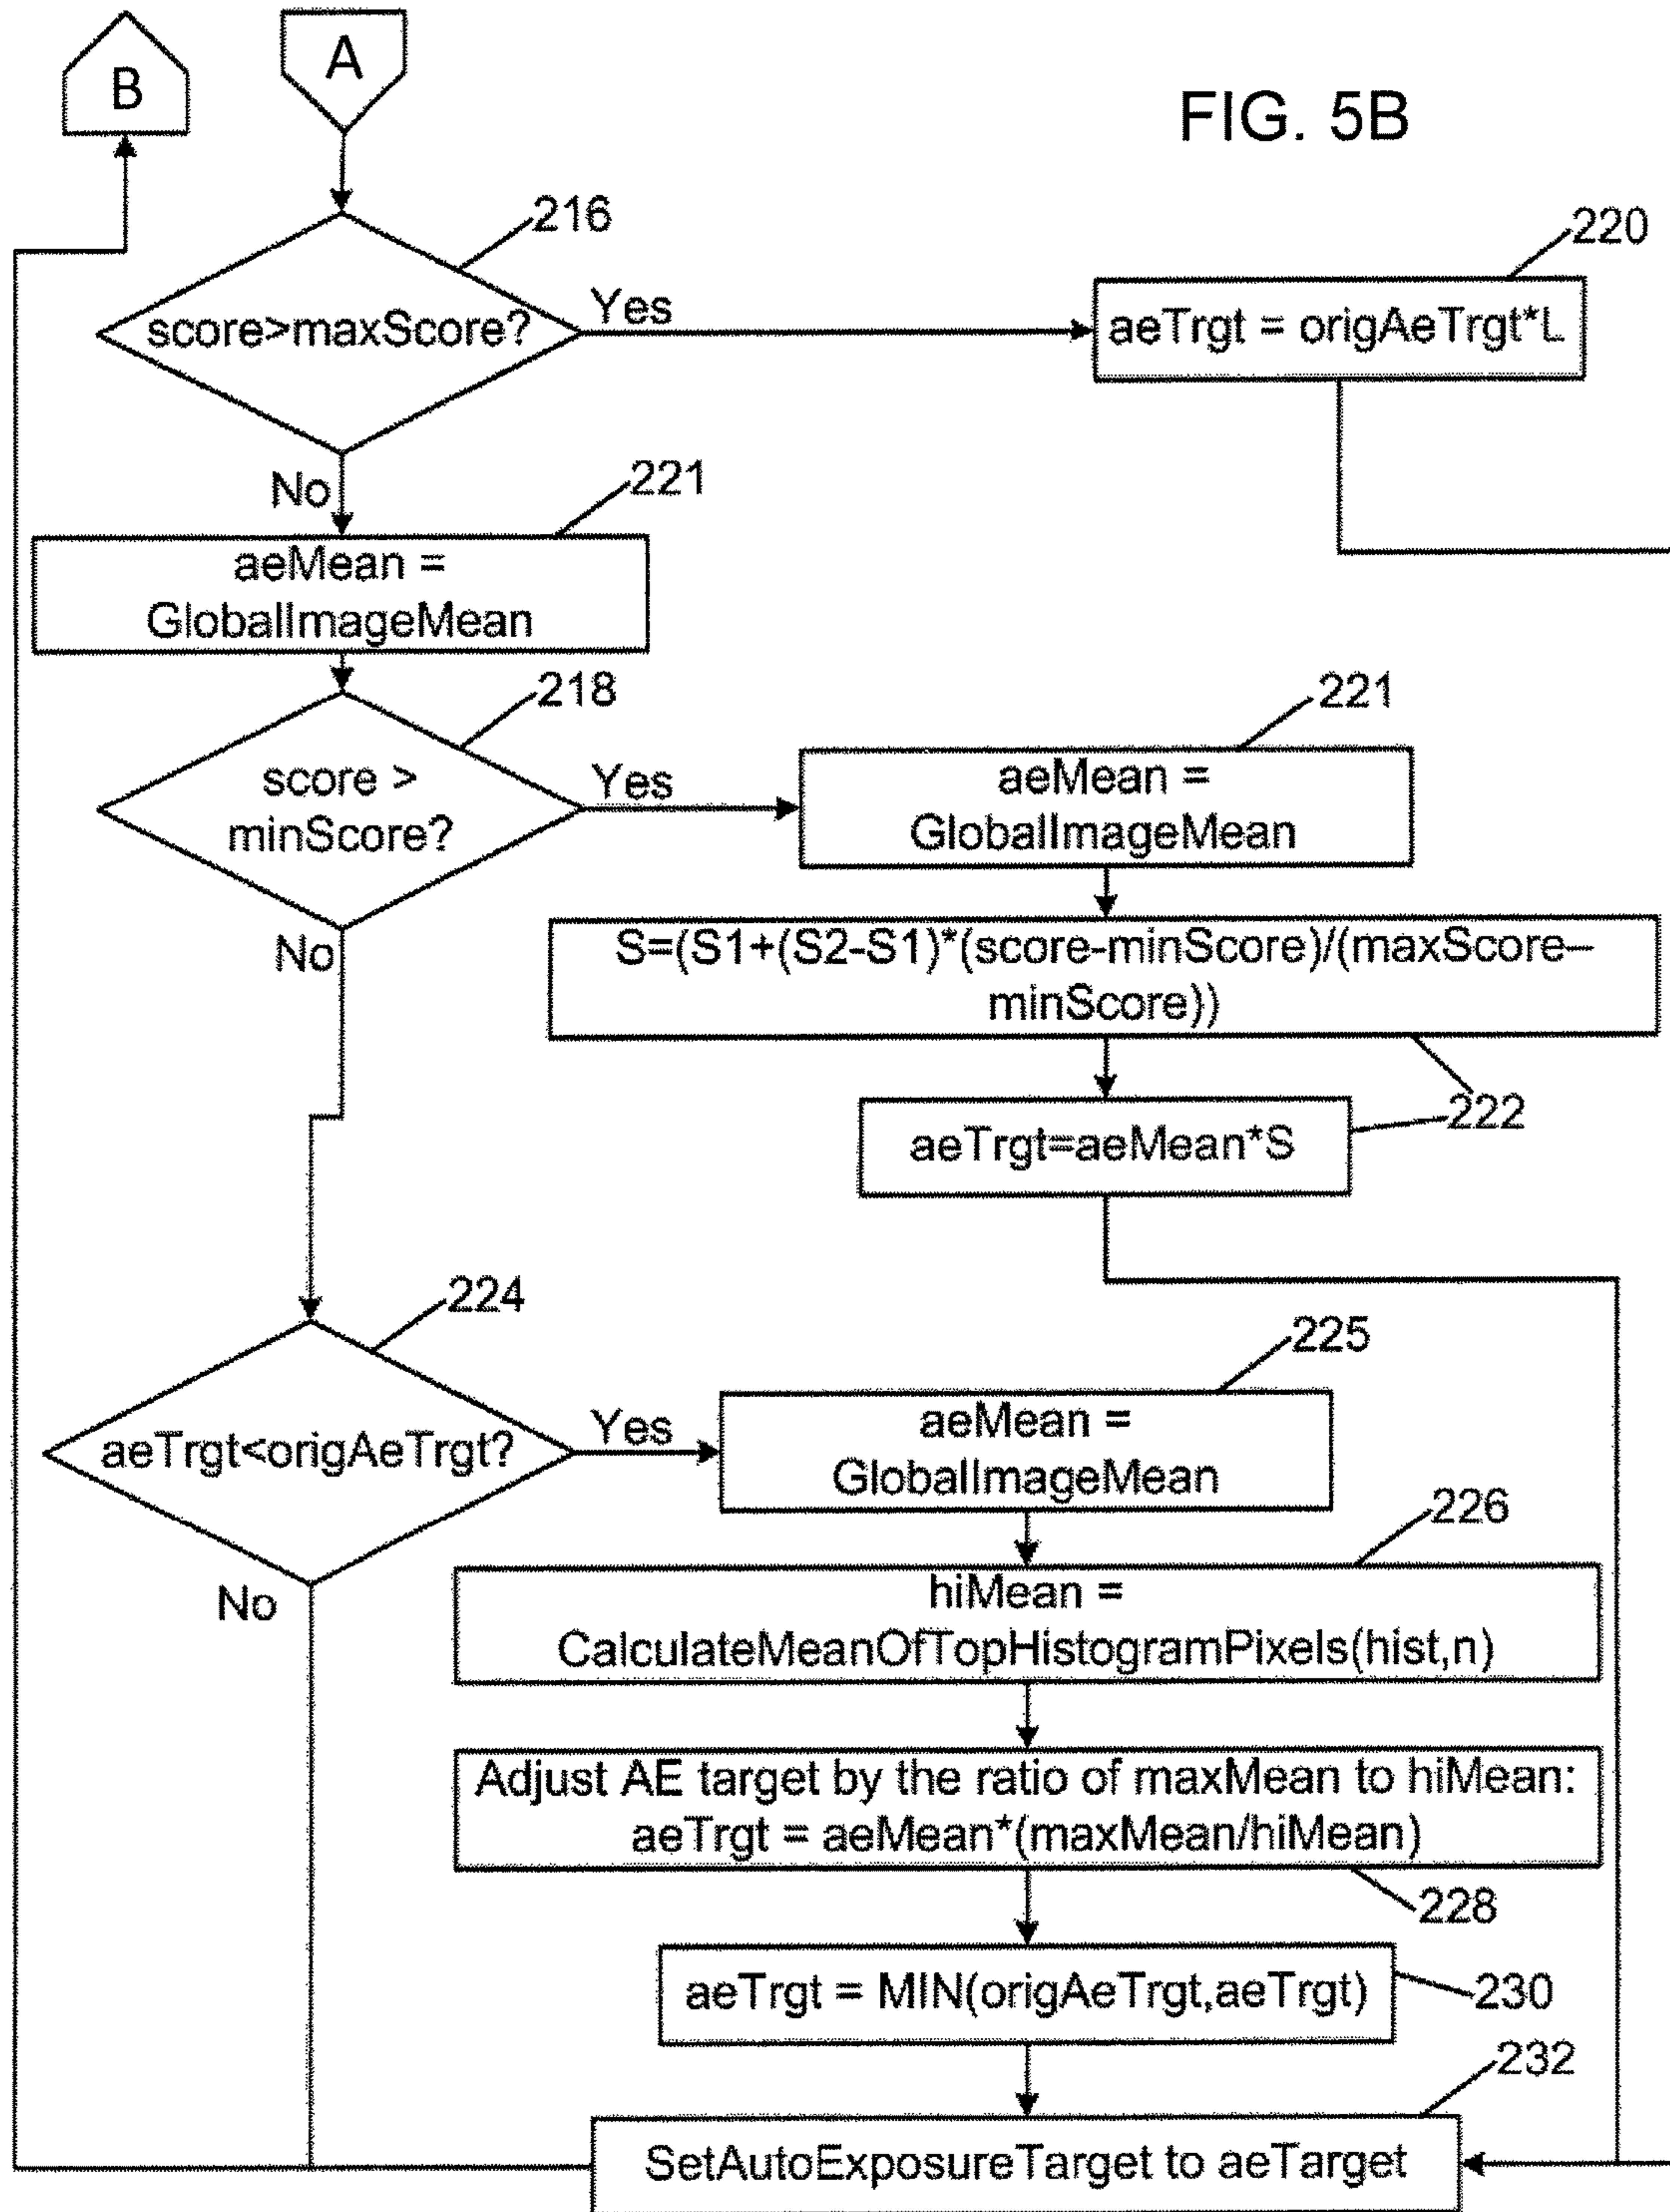 B
A
FIG. 5B
216
220
score>maxScore?
Yes
aeTrgt = origAeTrgt*L
No
221
aeMean =
GlobalImageMean
218
221
score >
minScore?
Yes
aeMean =
GlobalImageMean
No
S=(S1+(S2-S1)*(score-minScore)/(maxScore–
minScore))
222
aeTrgt=aeMean*S
224
225
aeTrgt<origAeTrgt?
Yes
aeMean =
GlobalImageMean
226
No
hiMean =
CalculateMeanOfTopHistogramPixels(hist,n)
Adjust AE target by the ratio of maxMean to hiMean:
aeTrgt = aeMean*(maxMean/hiMean)
228
aeTrgt = MIN(origAeTrgt,aeTrgt)
230
232
SetAutoExposureTarget to aeTarget